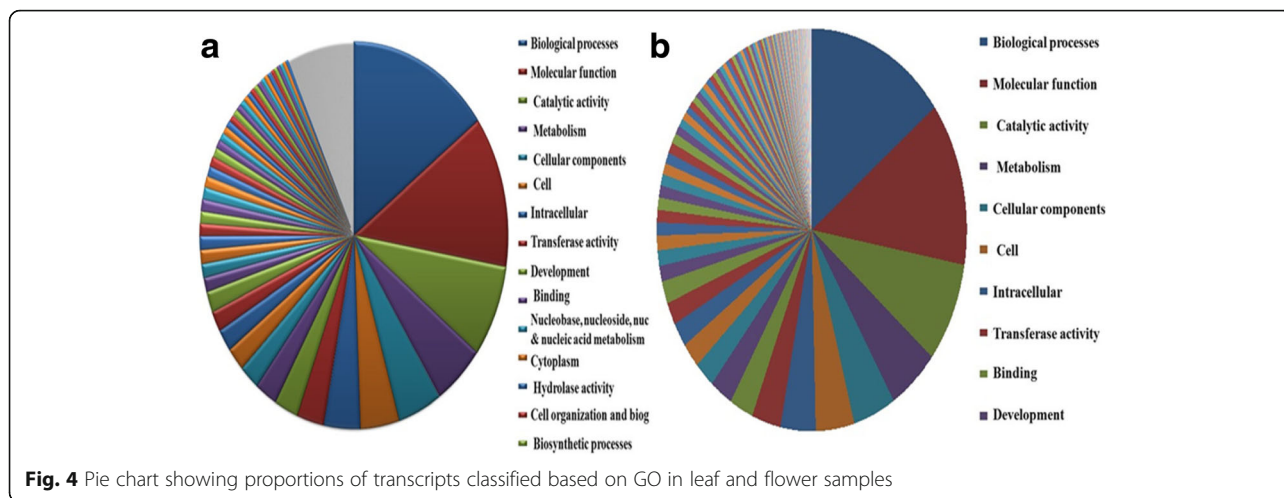 a
Biological processes
Molecular function
Catalytic activity
Metabolism
Cellular components
Cell
Intracellular
Transferase activity
Development
Binding
Nucleobase, nucleoside, nuc
& nucleic acid metabolism
Cytoplasm
Hydrolase activity
Cell organization and biog
Biosynthetic processes
b
Biological processes
Molecular function
Catalytic activity
Metabolism
Cellular components
Cell
Intracellular
Transferase activity
Binding
Development
Fig. 4 Pie chart showing proportions of transcripts classified based on GO in leaf and flower samples